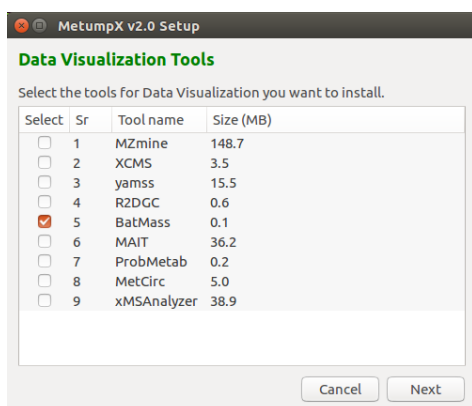 MetumpX v2.0 Setup
Data Visualization Tools
Select the tools for Data Visualization you want to install.
Select Sr Tool name Size (MB)
1 MZmine 148.7
2 XCMS 3.5
3 yamss 15.5
4 R2DGC 0.6
5 BatMass 0.1
6 MAIT 36.2
7 ProbMetab 0.2
8 MetCirc 5.0
9 xMSAnalyzer 38.9
Cancel Next